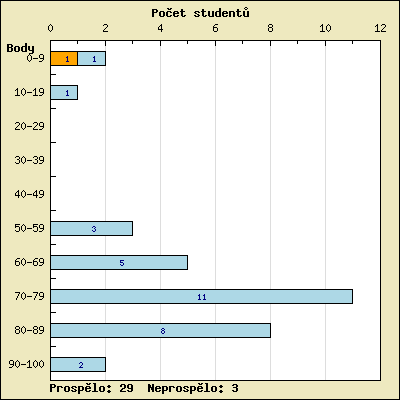 Počet studentů
0 2 4 6 8 10 12
Body
0-9 1 1
10-19 1
20-29
30-39
40-49
50-59 3
60-69 5
70-79 11
80-89 8
90-100 2
Prospělo: 29 Neprospělo: 3